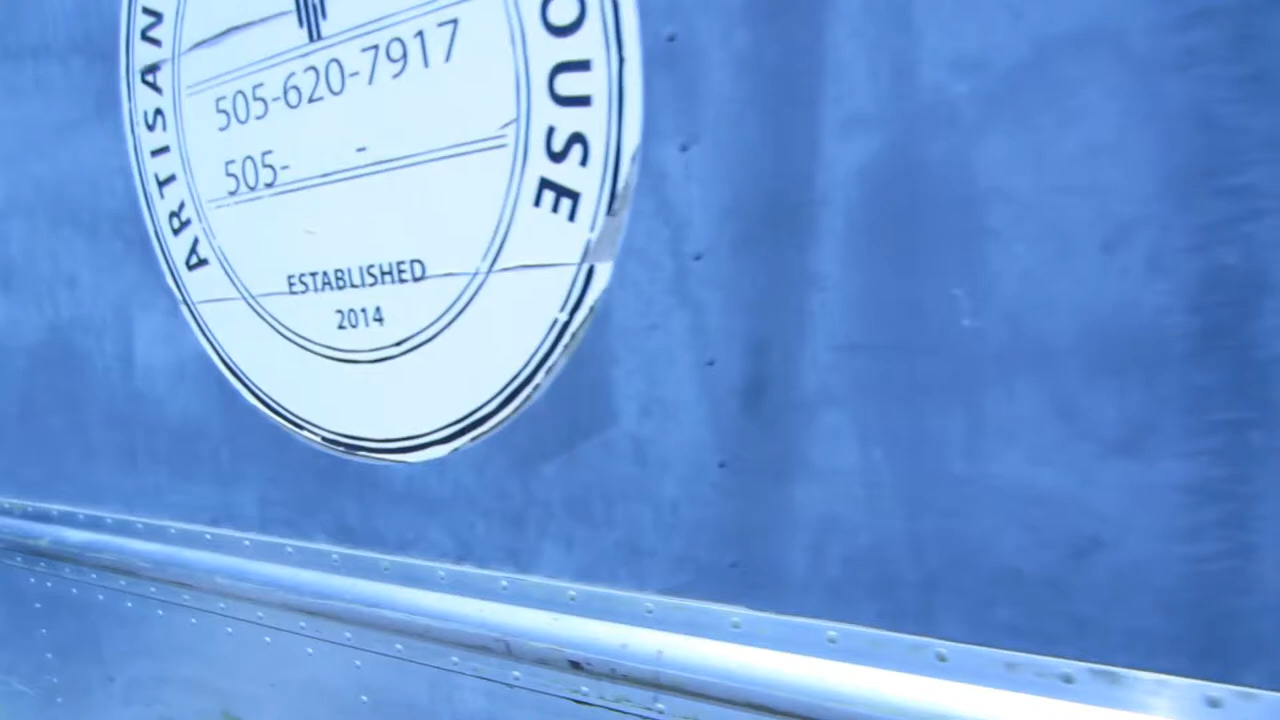 ARTISAN
OUSE
505-620-7917
505- -
ESTABLISHED
2014